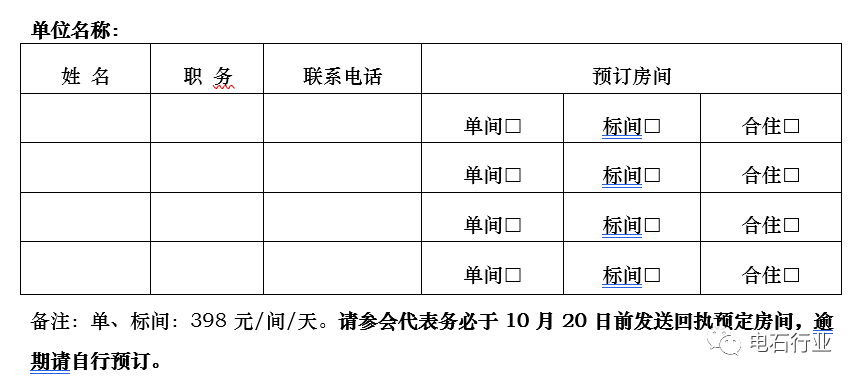 单位名称：
姓 名 职 务 联系电话 预订房间
单间□ 标间□ 合住□
单间□ 标间□ 合住□
单间□ 标间□ 合住□
单间□ 标间□ 合住□
备注：单、标间：398 元/间/天。请参会代表务必于 10 月 20 日前发送回执预定房间，逾
期请自行预订。
电石行业